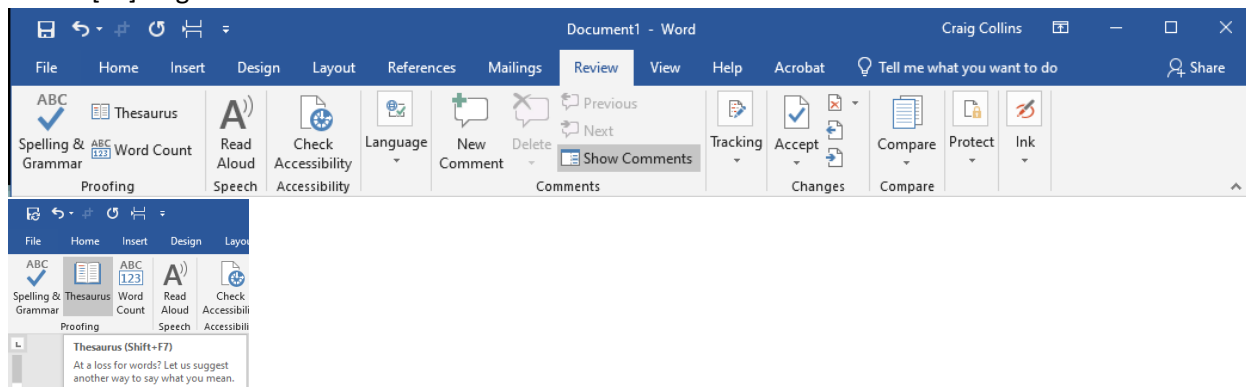 Document1 - Word Craig Collins
File Home Insert Design Layout References Mailings Review View Help Acrobat Tell me what you want to do Share
ABC
Spelling & Grammar
Thesaurus
ABC 123 Word Count
Proofing
A Read Aloud
Speech
Check Accessibility
Accessibility
Language
New Comment
Delete
Previous
Next
Show Comments
Comments
Tracking
Accept
Changes
Compare
Compare
Protect
Ink
File Home Insert Design
ABC
Spelling & Grammar
Thesaurus
ABC 123
Word Count
Proofing
A Read Aloud
Speech
Check
Thesaurus (Shift+F7)
At a loss for words? Let us suggest
another way to say what you mean.